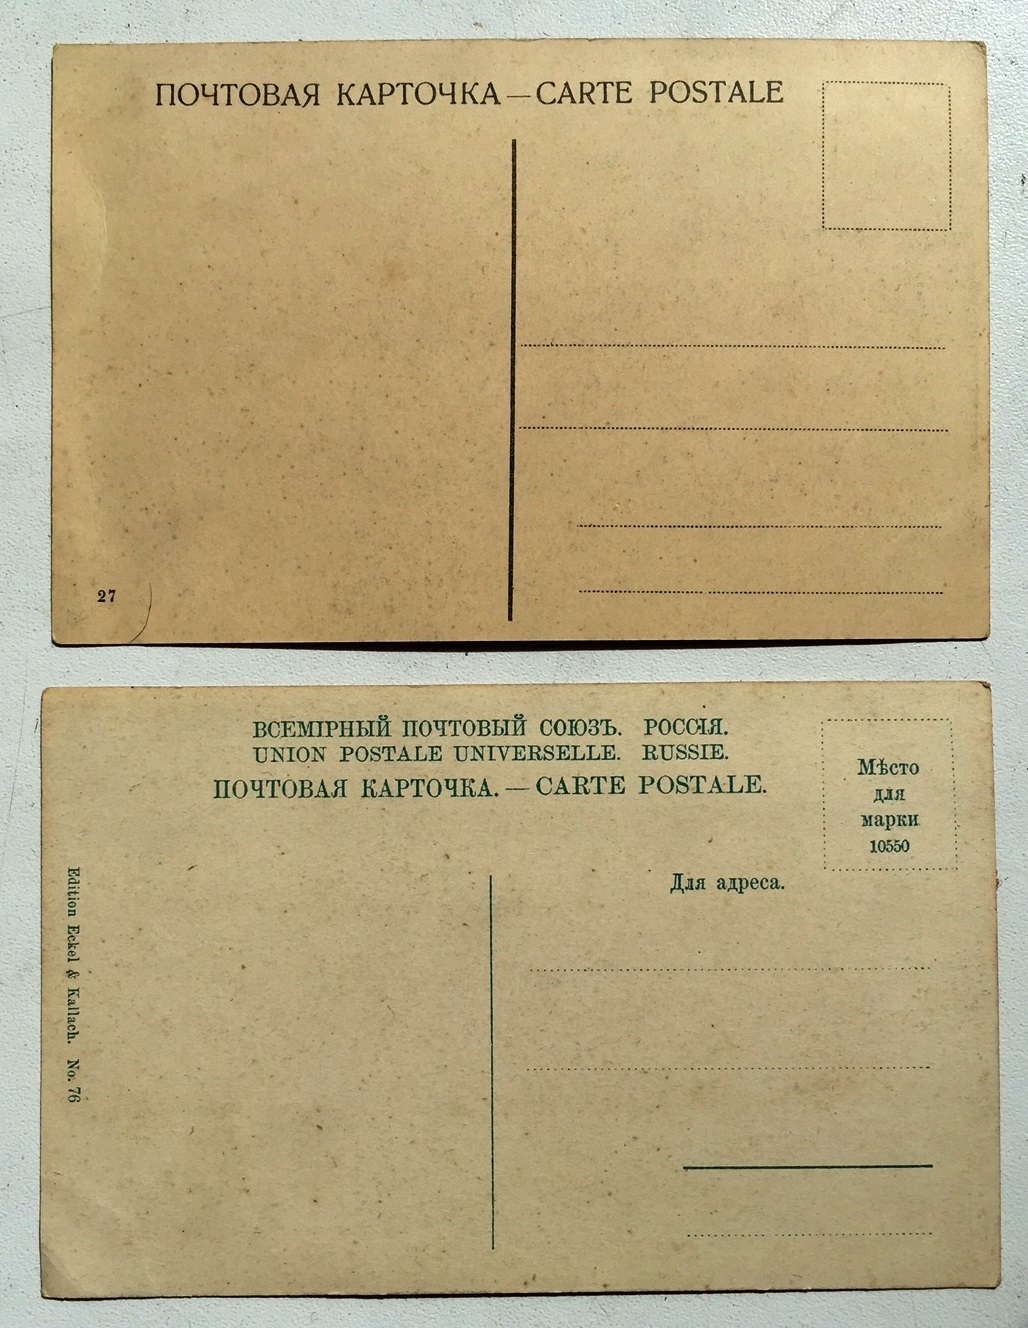 ПОЧТОВАЯ КАРТОЧКА — CARTE POSTALE
27
ВСЕМІРНЫЙ ПОЧТОВЫЙ СОЮЗЪ. РОССІЯ.
UNION POSTALE UNIVERSELLE. RUSSIE.
ПОЧТОВАЯ КАРТОЧКА. — CARTE POSTALE.
Мѣсто
для
марки
10550
Для адреса.
Edition Eckel & Kallach. No. 76